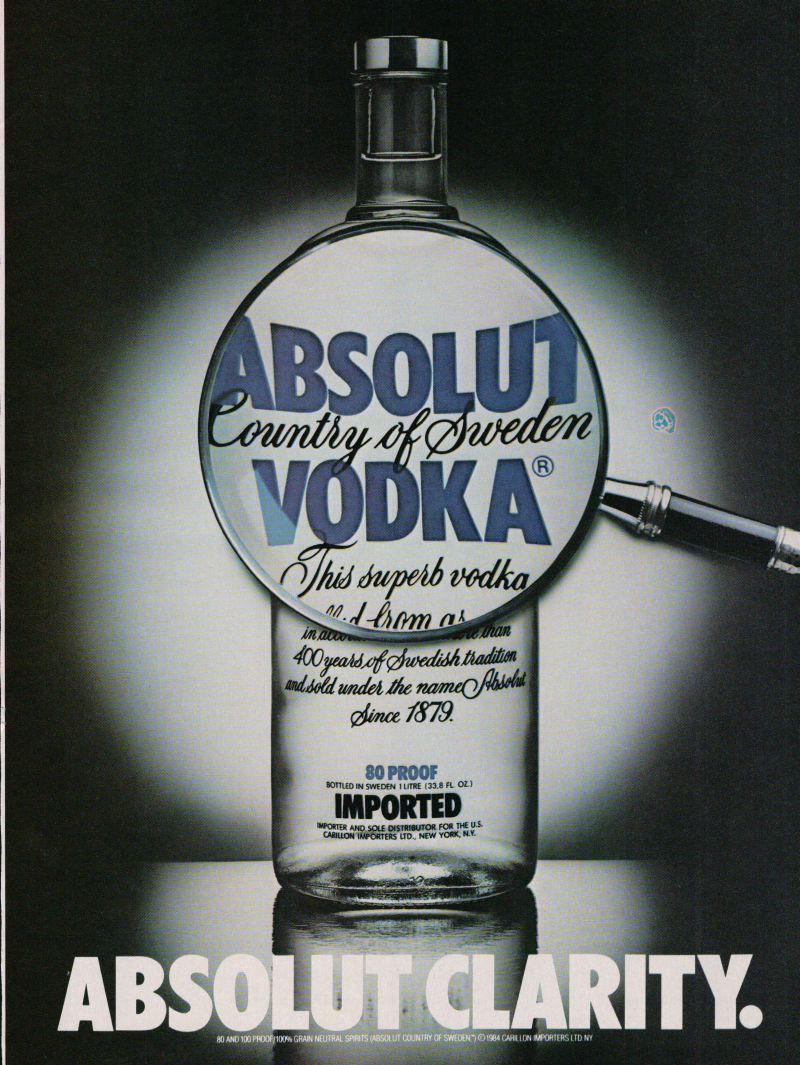 ABSOLUT
Country of Sweden
VODKA®
This superb vodka
from
in than
400 years of Swedish tradition
and sold under the name Absolut
Since 1879.
80 PROOF
BOTTLED IN SWEDEN 1 LITRE (33,8 FL. OZ.)
IMPORTED
IMPORTER AND SOLE DISTRIBUTOR FOR THE U.S.
CARILLON IMPORTERS LTD., NEW YORK, N.Y.
ABSOLUT CLARITY.
80 AND 100 PROOF/100% GRAIN NEUTRAL SPIRITS (ABSOLUT COUNTRY OF SWEDEN™) © 1984 CARILLON IMPORTERS LTD NY